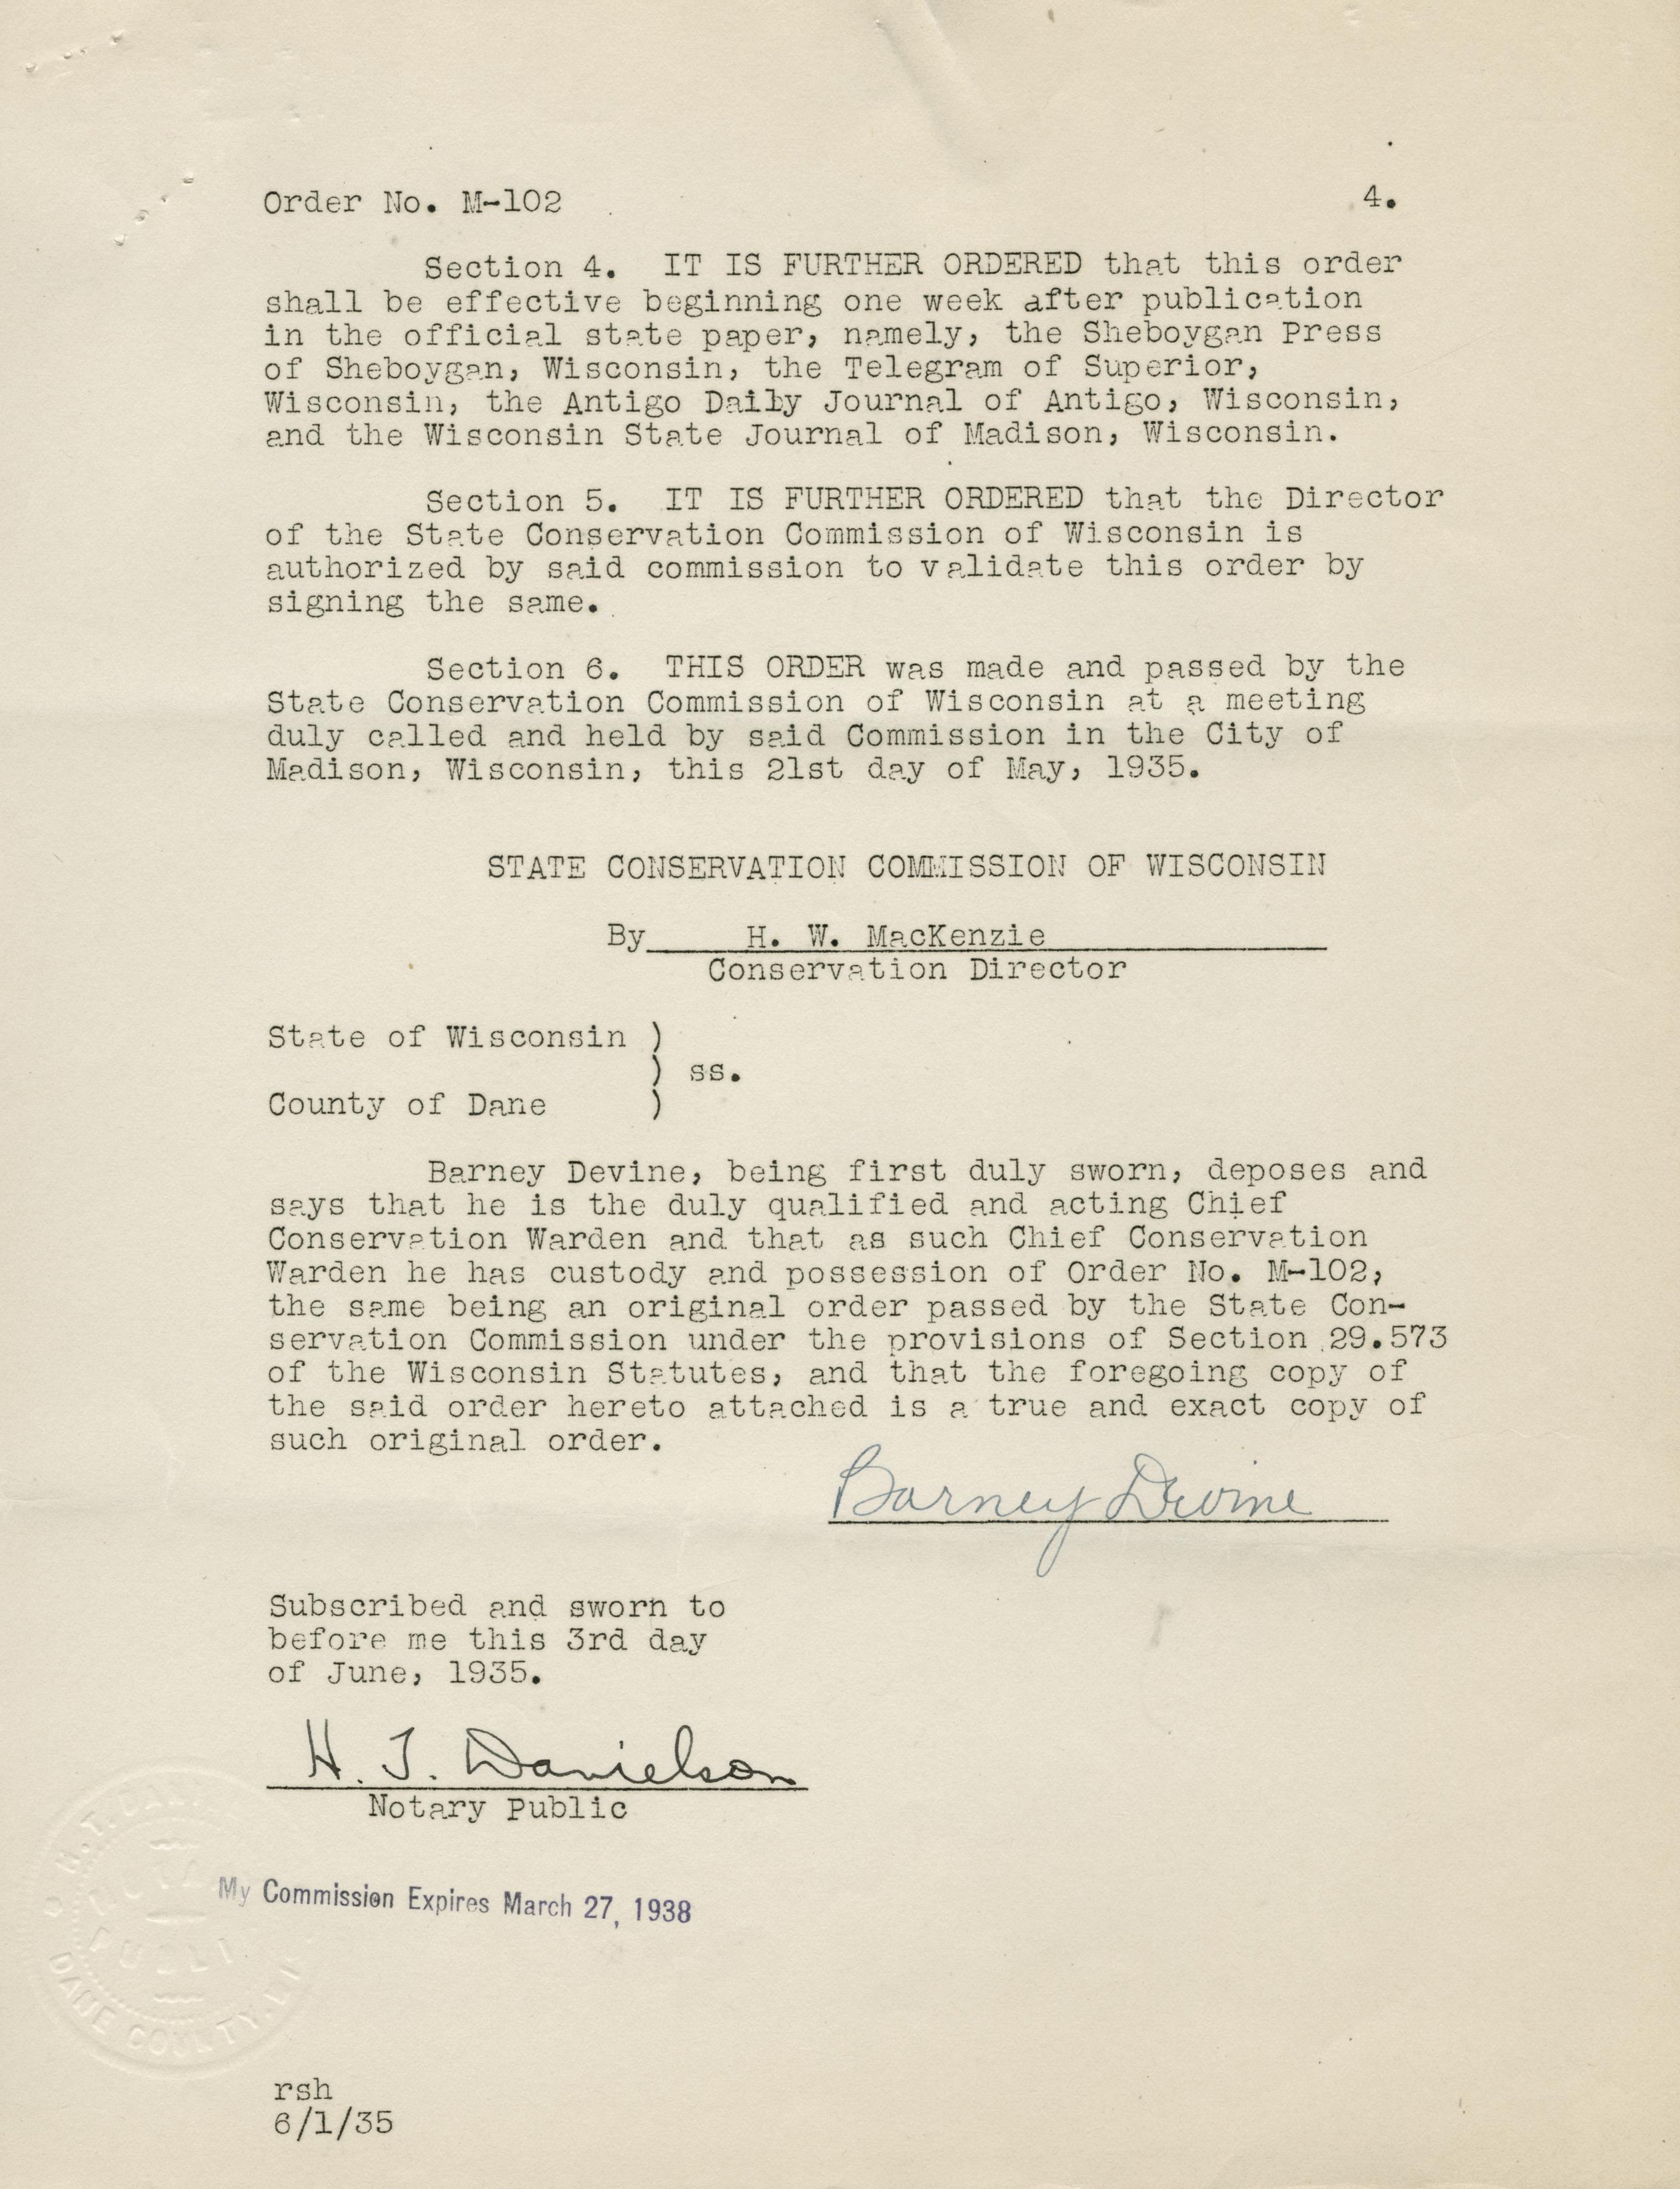 Order No. M-102 4.
Section 4. IT IS FURTHER ORDERED that this order
shall be effective beginning one week after publication
in the official state paper, namely, the Sheboygan Press
of Sheboygan, Wisconsin, the Telegram of Superior,
Wisconsin, the Antigo Daily Journal of Antigo, Wisconsin,
and the Wisconsin State Journal of Madison, Wisconsin.
Section 5. IT IS FURTHER ORDERED that the Director
of the State Conservation Commission of Wisconsin is
authorized by said commission to validate this order by
signing the same.
Section 6. THIS ORDER was made and passed by the
State Conservation Commission of Wisconsin at a meeting
duly called and held by said Commission in the City of
Madison, Wisconsin, this 21st day of May, 1935.
STATE CONSERVATION COMMISSION OF WISCONSIN
By H. W. MacKenzie
Conservation Director
State of Wisconsin )
) ss.
County of Dane )
Barney Devine, being first duly sworn, deposes and
says that he is the duly qualified and acting Chief
Conservation Warden and that as such Chief Conservation
Warden he has custody and possession of Order No. M-102,
the same being an original order passed by the State Con-
servation Commission under the provisions of Section 29.573
of the Wisconsin Statutes, and that the foregoing copy of
the said order hereto attached is a true and exact copy of
such original order.
Barney Devine
Subscribed and sworn to
before me this 3rd day
of June, 1935.
H. T. Danielson
Notary Public
My Commission Expires March 27, 1938
DANE COUNTY,
rsh
6/1/35